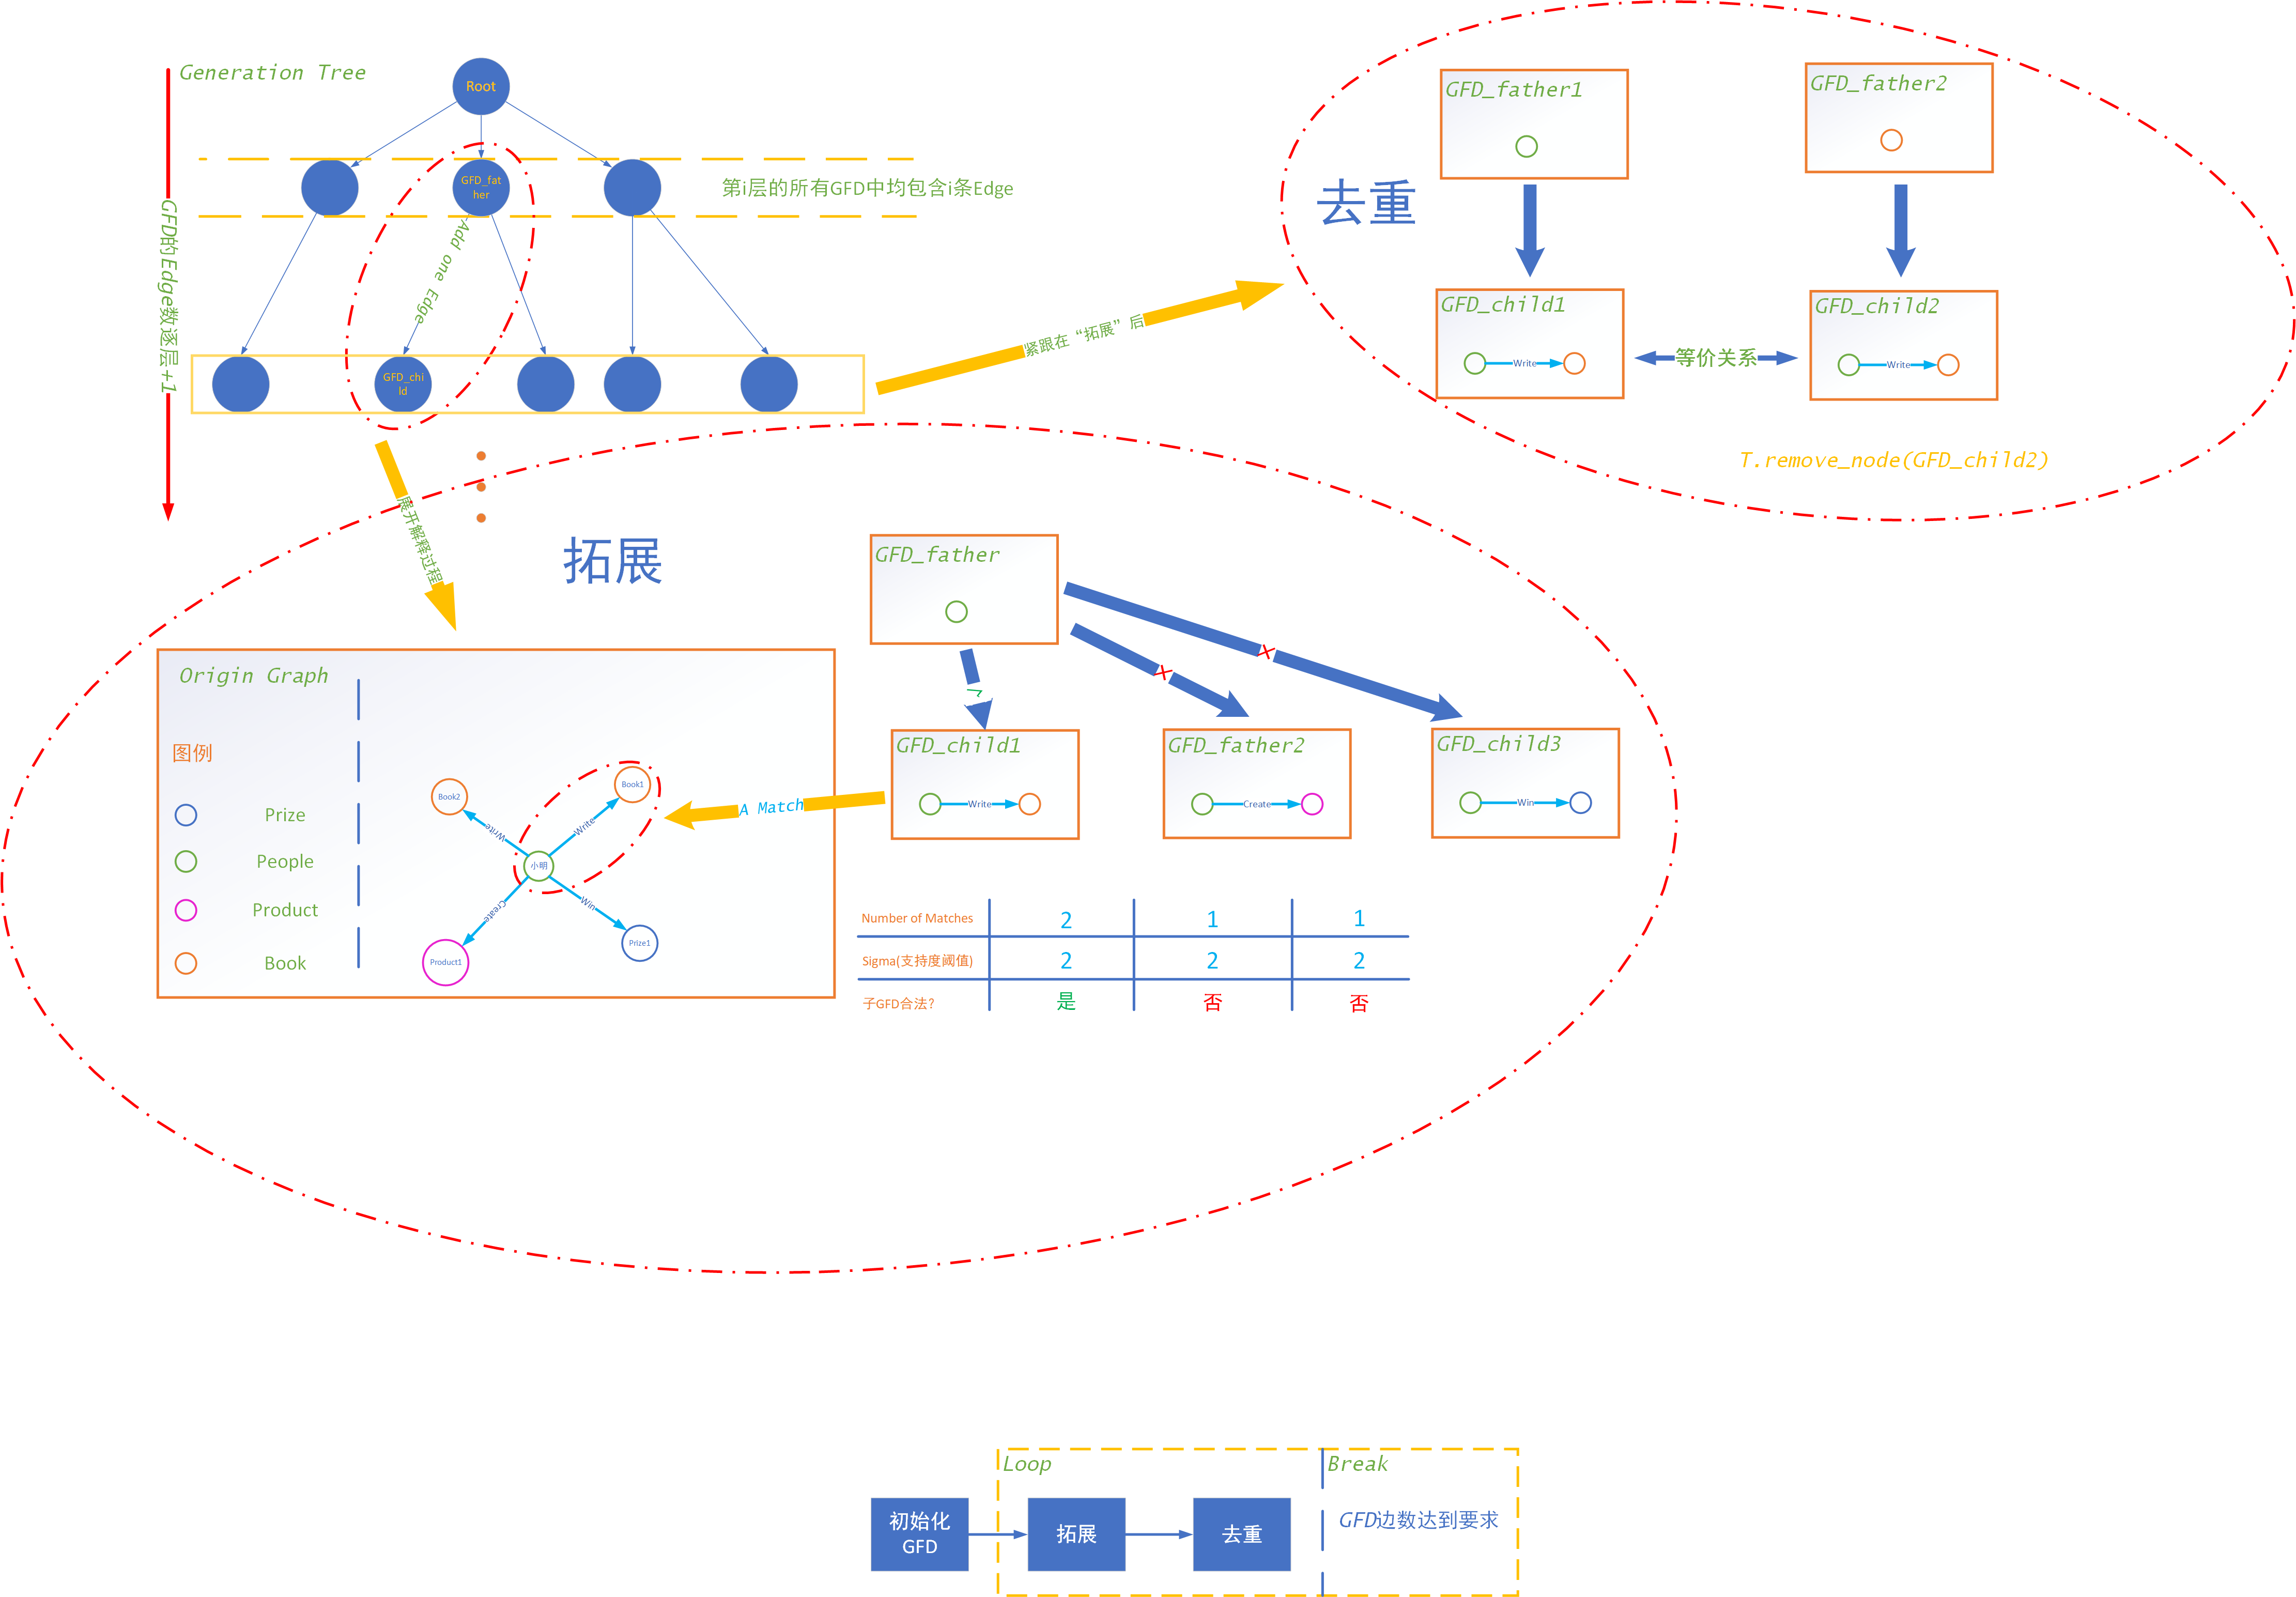 Generation Tree
Root
GFD_fat
her
第i层的所有GFD中均包含i条Edge
GFD的Edge数逐层+1
Add one Edge
GFD_chi
ld
紧跟在“拓展”后
展开解释过程
去重
GFD_father1
GFD_father2
GFD_child1
Write
等价关系
GFD_child2
Write
T.remove_node(GFD_child2)
拓展
GFD_father
Origin Graph
图例
Prize
People
Product
Book
Book2
Book1
Write
Write
小明
Create
Win
Product1
Prize1
A Match
GFD_child1
Write
GFD_father2
Create
GFD_child3
Win
Number of Matches 2 1 1
Sigma(支持度阈值) 2 2 2
子GFD合法? 是 否 否
Loop
Break
初始化
GFD
拓展
去重
GFD边数达到要求